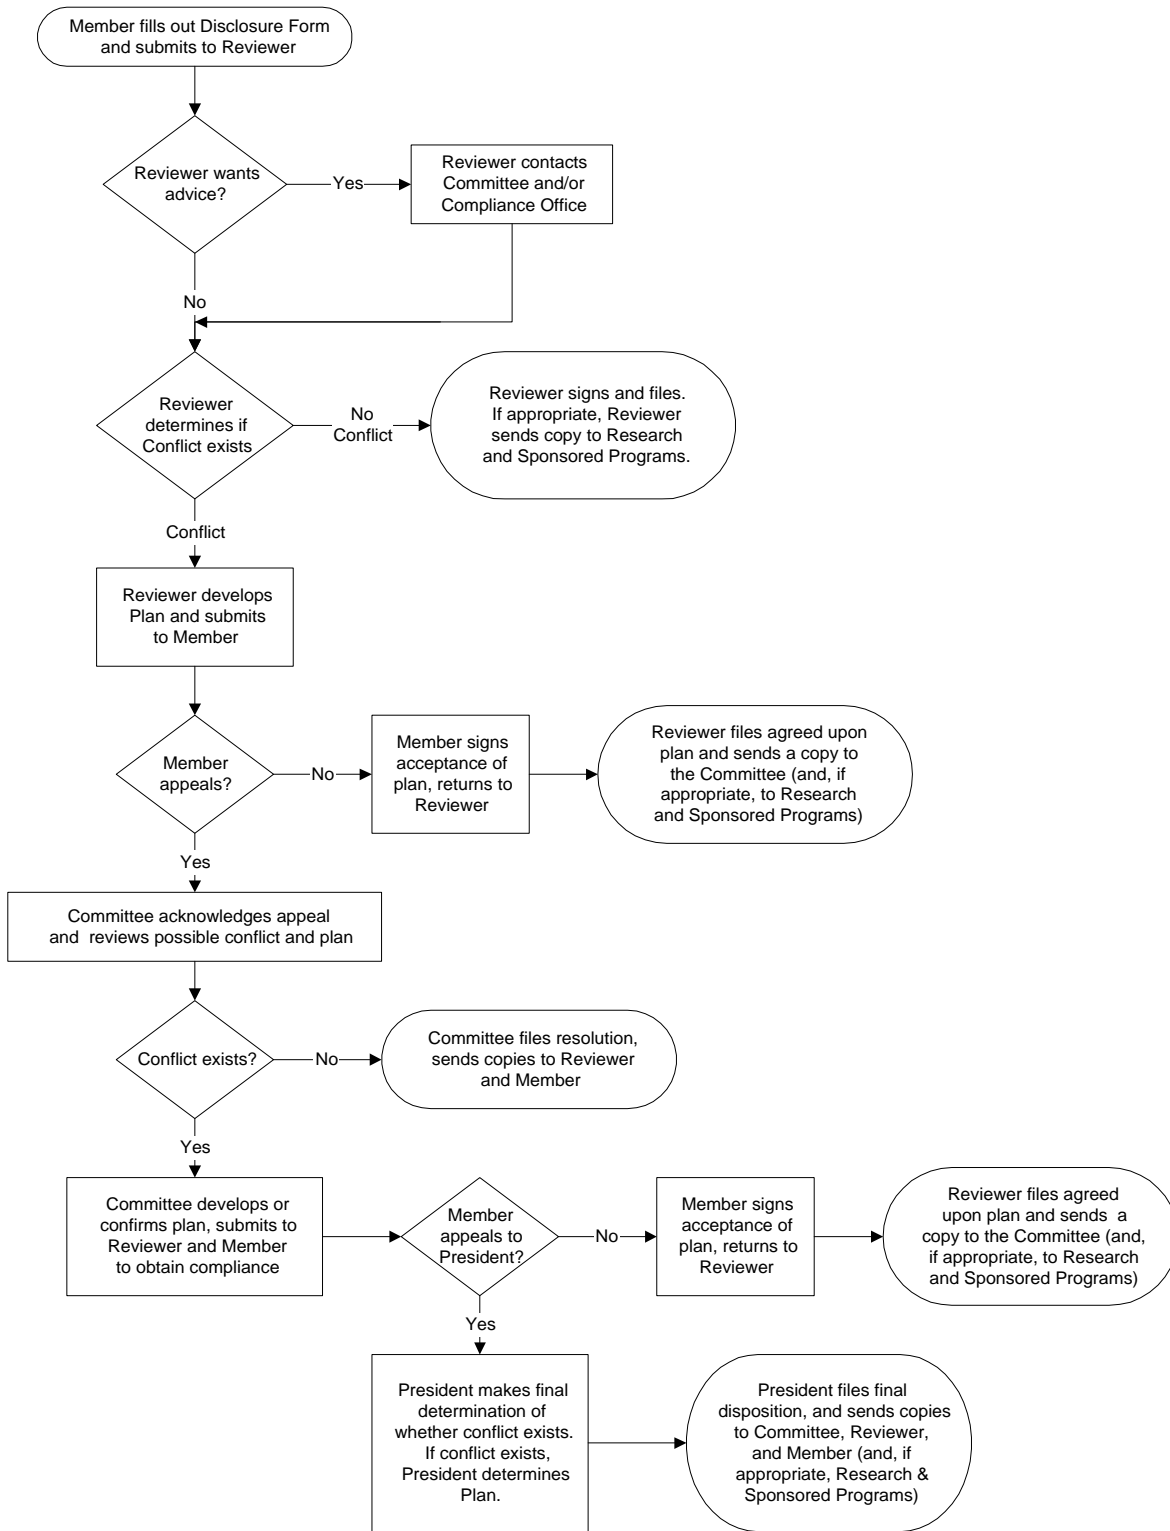 Member fills out Disclosure Form
and submits to Reviewer
Reviewer wants
advice?
Yes
Reviewer contacts
Committee and/or
Compliance Office
No
Reviewer
determines if
Conflict exists
No
Conflict
Reviewer signs and files.
If appropriate, Reviewer
sends copy to Research
and Sponsored Programs.
Conflict
Reviewer develops
Plan and submits
to Member
Member
appeals?
No
Member signs
acceptance of
plan, returns to
Reviewer
Reviewer files agreed upon
plan and sends a copy to
the Committee (and, if
appropriate, to Research
and Sponsored Programs)
Yes
Committee acknowledges appeal
and reviews possible conflict and plan
Conflict exists?
No
Committee files resolution,
sends copies to Reviewer
and Member
Yes
Committee develops or
confirms plan, submits to
Reviewer and Member
to obtain compliance
Member
appeals to
President?
No
Member signs
acceptance of
plan, returns to
Reviewer
Reviewer files agreed
upon plan and sends a
copy to the Committee (and,
if appropriate, to Research
and Sponsored Programs)
Yes
President makes final
determination of
whether conflict exists.
If conflict exists,
President determines
Plan.
President files final
disposition, and sends copies
to Committee, Reviewer,
and Member (and, if
appropriate, Research &
Sponsored Programs)